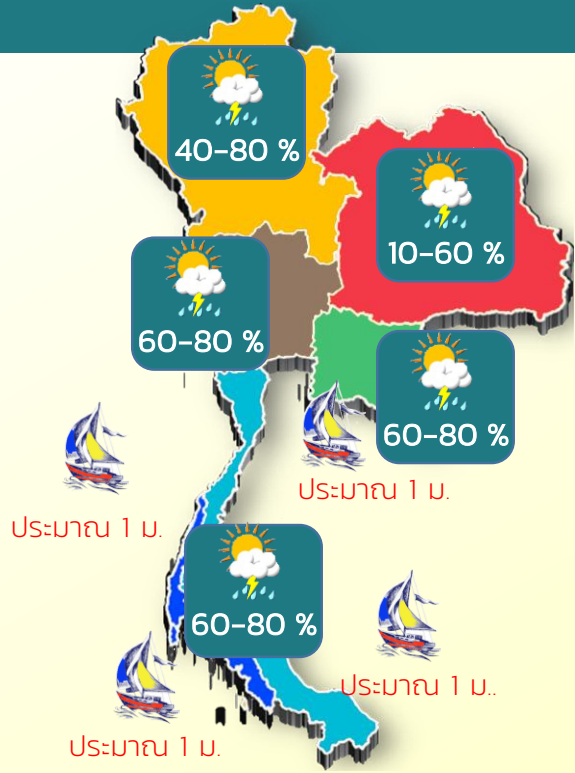 40-80 %
10-60 %
60-80 %
60-80 %
ประมาณ 1 ม.
ประมาณ 1 ม.
60-80 %
ประมาณ 1 ม..
ประมาณ 1 ม.